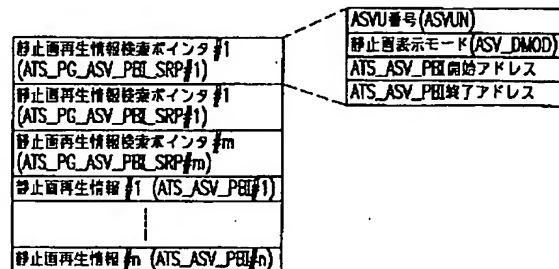 静止画再生情報検索ポインタ#1
(ATS_PG_ASV_PBI_SRP#1)
静止画再生情報検索ポインタ#1
(ATS_PG_ASV_PBI_SRP#1)
静止画再生情報検索ポインタ#m
(ATS_PG_ASV_PBI_SRP#m)
静止画再生情報#1 (ATS_ASV_PBI#1)
静止画再生情報#n (ATS_ASV_PBI#n)
ASVU番号(ASVUN)
静止画表示モード(ASV_DMOD)
ATS_ASV_PBI開始アドレス
ATS_ASV_PBI終了アドレス